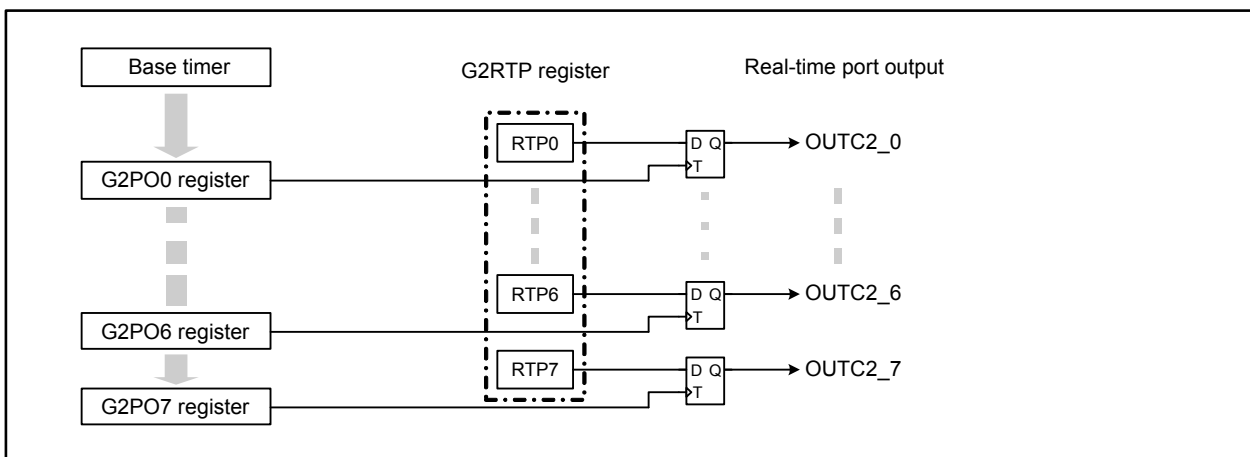 Base timer
G2RTP register
Real-time port output
RTP0
D Q
T
OUTC2_0
G2PO0 register
RTP6
D Q
T
OUTC2_6
G2PO6 register
RTP7
D Q
T
OUTC2_7
G2PO7 register